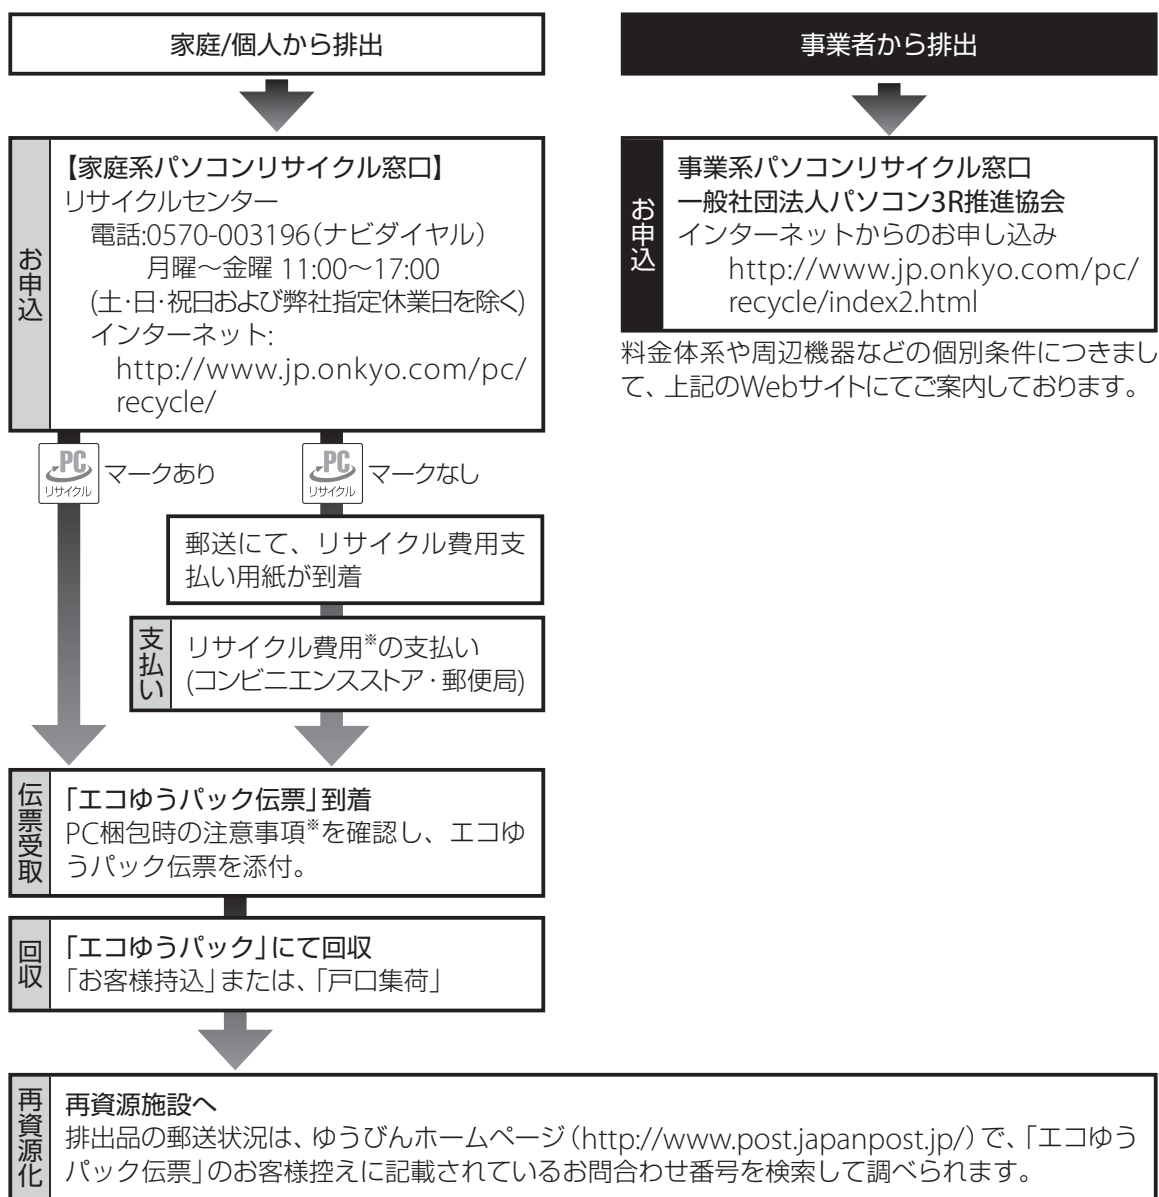 家庭/個人から排出
お申込
【家庭系パソコンリサイクル窓口】
リサイクルセンター
電話:0570-003196(ナビダイヤル)
月曜～金曜 11:00～17:00
(土・日・祝日および弊社指定休業日を除く)
インターネット:
http://www.jp.onkyo.com/pc/
recycle/
PC
リサイクル
マークあり
PC
リサイクル
マークなし
郵送にて、リサイクル費用支
払い用紙が到着
支払い
リサイクル費用※の支払い
(コンビニエンスストア・郵便局)
伝票受取
「エコゆうパック伝票」到着
PC梱包時の注意事項※を確認し、エコゆ
うパック伝票を添付。
回収
「エコゆうパック」にて回収
「お客様持込」または、「戸口集荷」
事業者から排出
お申込
事業系パソコンリサイクル窓口
一般社団法人パソコン3R推進協会
インターネットからのお申し込み
http://www.jp.onkyo.com/pc/
recycle/index2.html
料金体系や周辺機器などの個別条件につきまし
て、上記のWebサイトにてご案内しております。
再資源化
再資源施設へ
排出品の郵送状況は、ゆうびんホームページ(http://www.post.japanpost.jp/)で、「エコゆう
パック伝票」のお客様控えに記載されているお問合わせ番号を検索して調べられます。